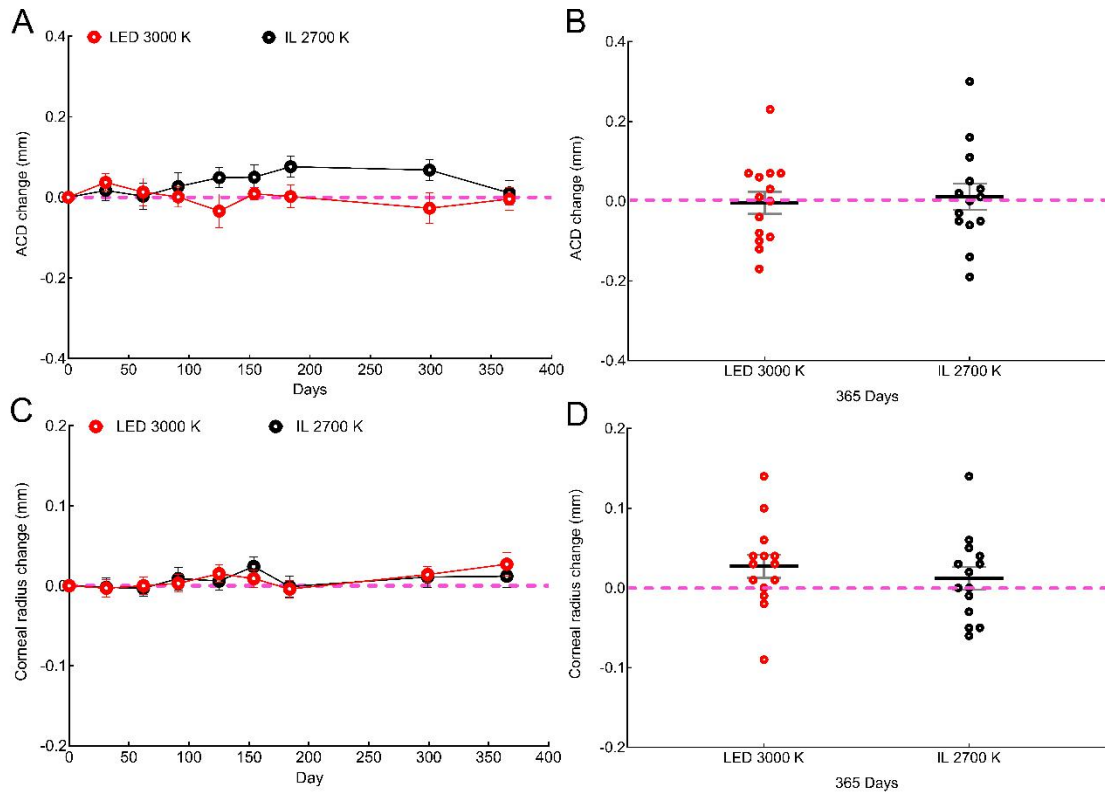 A
LED 3000 K
IL 2700 K
0.4
0.2
0.0
-0.2
-0.4
ACD change (mm)
0 50 100 150 200 250 300 350 400
Days
B
0.4
0.2
0.0
-0.2
-0.4
ACD change (mm)
LED 3000 K IL 2700 K
365 Days
C
LED 3000 K
IL 2700 K
0.2
0.1
0.0
-0.1
-0.2
Corneal radius change (mm)
0 50 100 150 200 250 300 350 400
Day
D
0.2
0.1
0.0
-0.1
-0.2
Corneal radius change (mm)
LED 3000 K IL 2700 K
365 Days